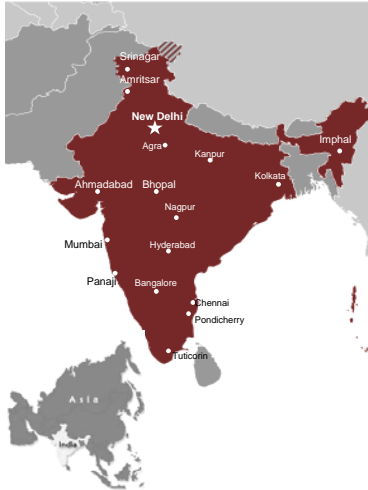 Srinagar
Amritsar
New Delhi
Agra
Kanpur
Imphal
Kolkata
Ahmadabad
Bhopal
Nagpur
Mumbai
Hyderabad
Panaji
Bangalore
Chennai
Pondicherry
Tuticorin
Asia
India